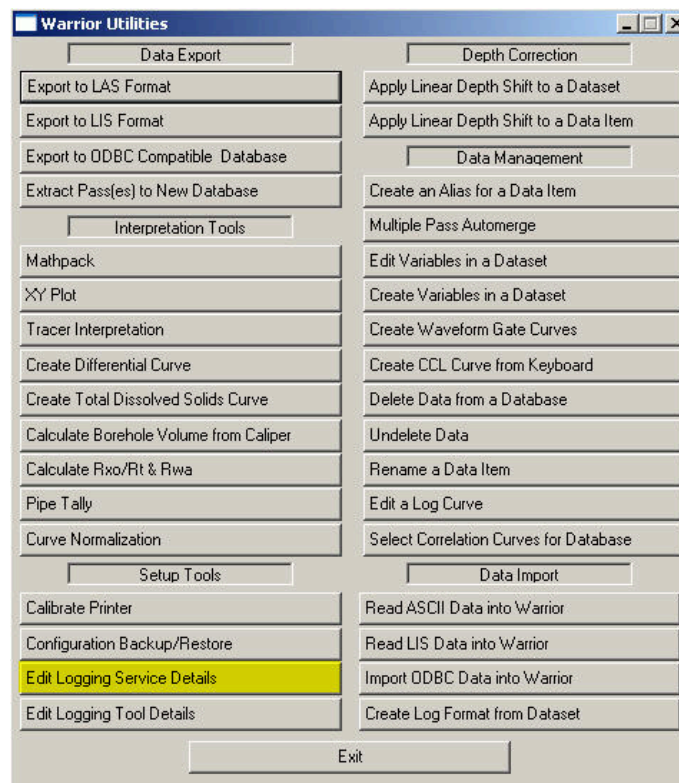 Warrior Utilities
Data Export
Export to LAS Format
Export to LIS Format
Export to ODBC Compatible Database
Extract Pass(es) to New Database
Interpretation Tools
Mathpack
XY Plot
Tracer Interpretation
Create Differential Curve
Create Total Dissolved Solids Curve
Calculate Borehole Volume from Caliper
Calculate Rxo/Rt & Rwa
Pipe Tally
Curve Normalization
Setup Tools
Calibrate Printer
Configuration Backup/Restore
Edit Logging Service Details
Edit Logging Tool Details
Depth Correction
Apply Linear Depth Shift to a Dataset
Apply Linear Depth Shift to a Data Item
Data Management
Create an Alias for a Data Item
Multiple Pass Automerge
Edit Variables in a Dataset
Create Variables in a Dataset
Create Waveform Gate Curves
Create CCL Curve from Keyboard
Delete Data from a Database
Undelete Data
Rename a Data Item
Edit a Log Curve
Select Correlation Curves for Database
Data Import
Read ASCII Data into Warrior
Read LIS Data into Warrior
Import ODBC Data into Warrior
Create Log Format from Dataset
Exit